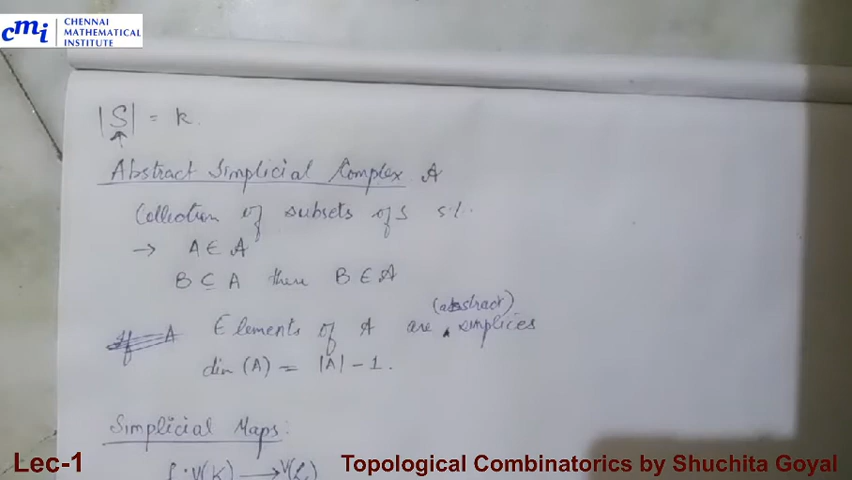 cmi CHENNAI
MATHEMATICAL
INSTITUTE
|S| = k.
Abstract Simplicial Complex 𝒜
Collection of subsets of S s.t.
→ A ∈ 𝒜
B ⊆ A then B ∈ 𝒜
(abstract)
Elements of A are simplices
dim (A) = |A| - 1.
Simplicial Maps:
f: V(K) → V(L)
Lec-1
Topological Combinatorics by Shuchita Goyal